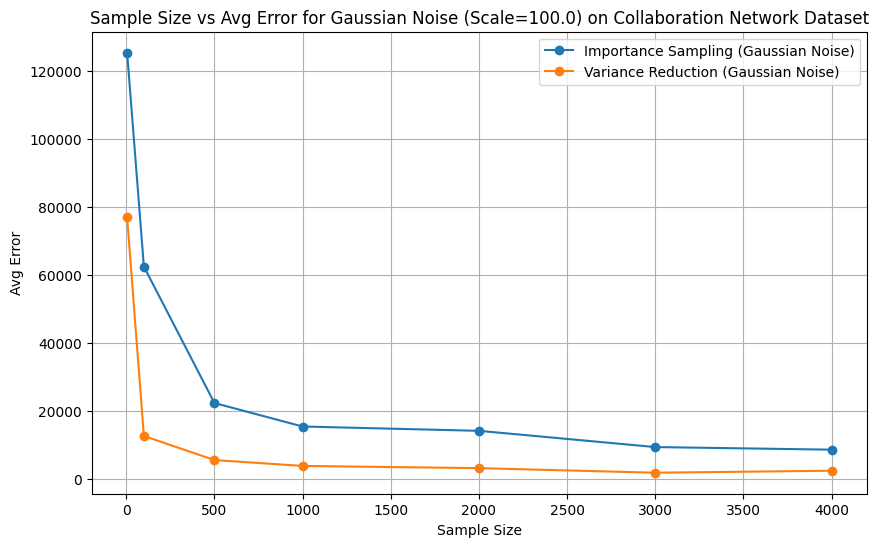 Sample Size vs Avg Error for Gaussian Noise (Scale=100.0) on Collaboration Network Dataset
Importance Sampling (Gaussian Noise)
Variance Reduction (Gaussian Noise)
Avg Error
120000
100000
80000
60000
40000
20000
0
0 500 1000 1500 2000 2500 3000 3500 4000
Sample Size